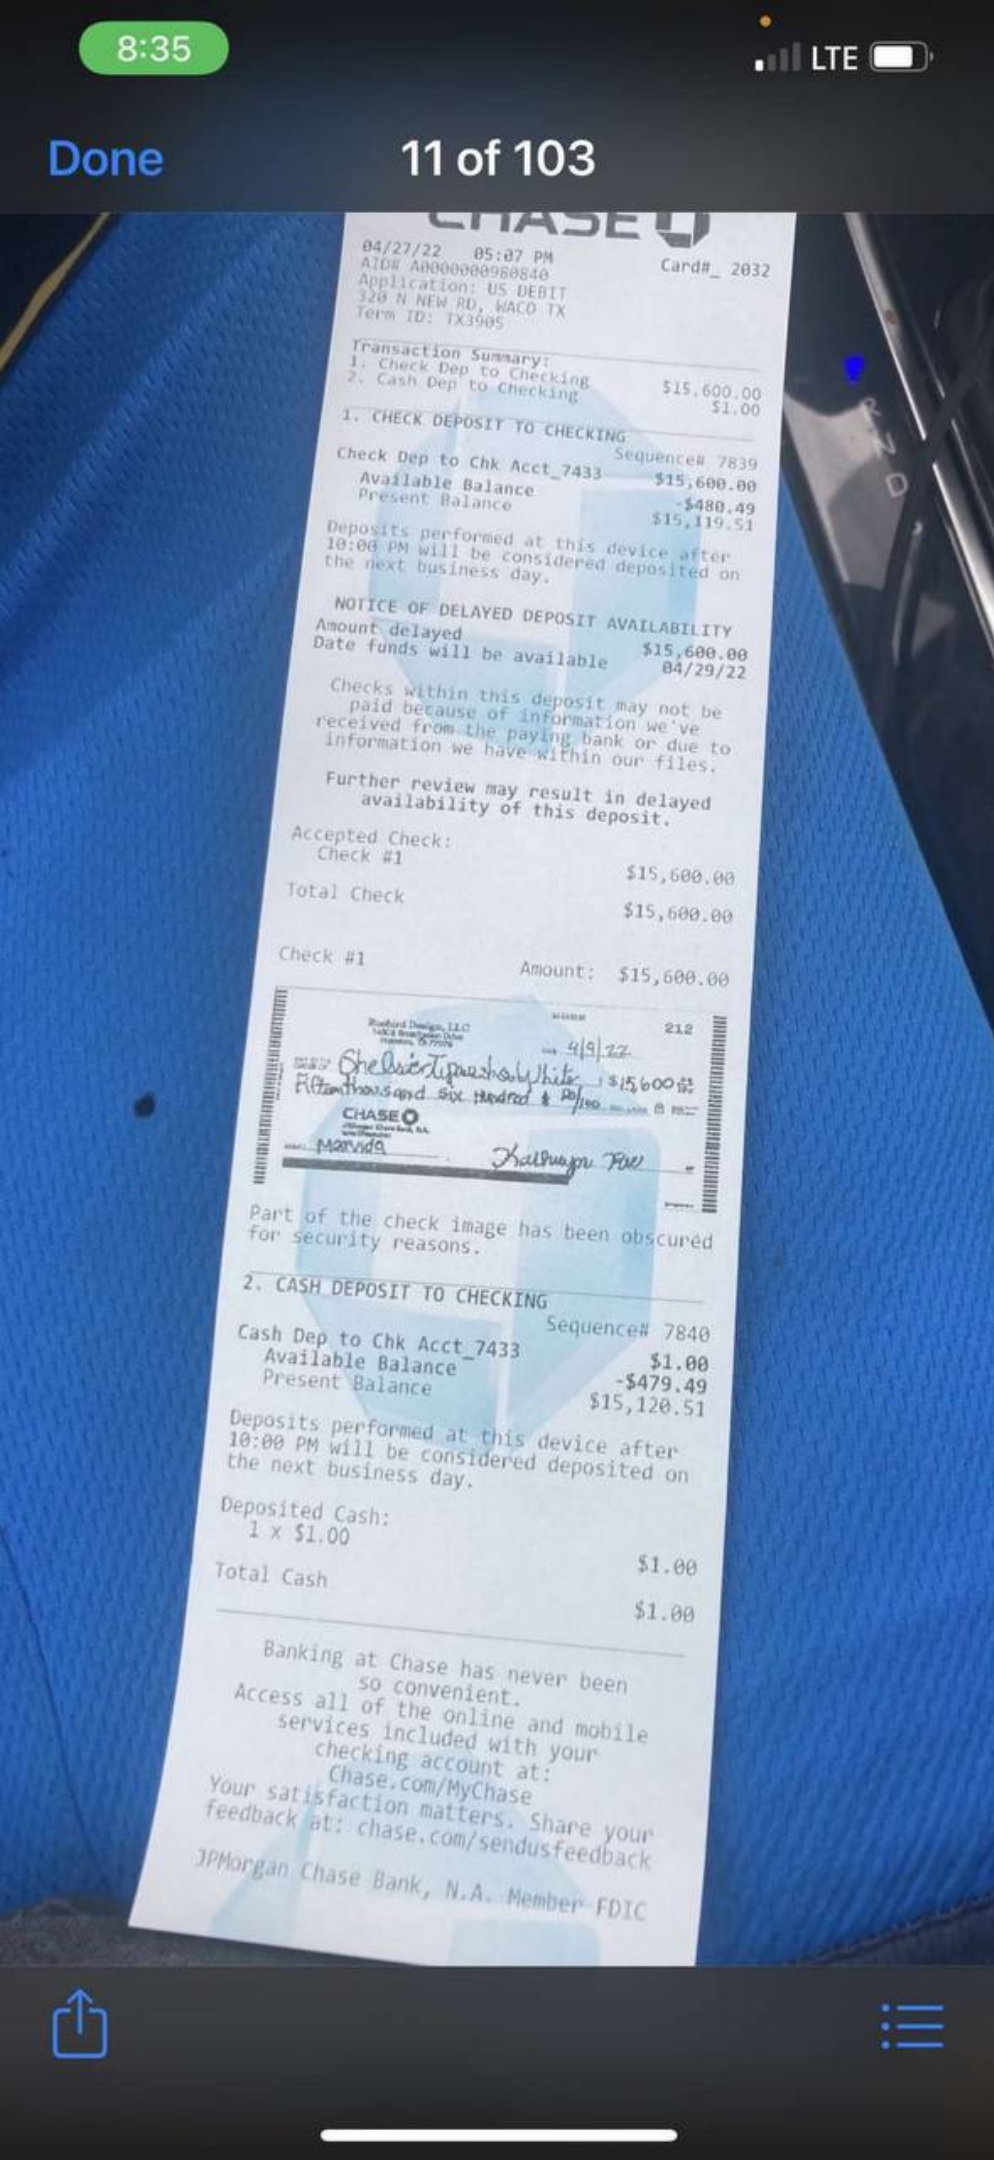 8:35
LTE
Done
11 of 103
CHASE
04/27/22 05:07 PM Card#_ 2032
AID# A0000000980840
Application: US DEBIT
320 N NEW RD, WACO TX
Term ID: TX3905
Transaction Summary:
1. Check Dep to Checking $15,600.00
2. Cash Dep to Checking $1.00
1. CHECK DEPOSIT TO CHECKING
Sequence# 7839
Check Dep to Chk Acct_7433 $15,600.00
Available Balance -$480.49
Present Balance $15,119.51
Deposits performed at this device after
10:00 PM will be considered deposited on
the next business day.
NOTICE OF DELAYED DEPOSIT AVAILABILITY
Amount delayed $15,600.00
Date funds will be available 04/29/22
Checks within this deposit may not be
paid because of information we've
received from the paying bank or due to
information we have within our files.
Further review may result in delayed
availability of this deposit.
Accepted Check:
Check #1 $15,600.00
Total Check $15,600.00
Check #1 Amount: $15,600.00
Design, LLC
212
4/9/22
White $15,600
thousand six Hundred &
CHASE
Part of the check image has been obscured
for security reasons.
2. CASH DEPOSIT TO CHECKING
Sequence# 7840
Cash Dep to Chk Acct_7433 $1.00
Available Balance -$479.49
Present Balance $15,120.51
Deposits performed at this device after
10:00 PM will be considered deposited on
the next business day.
Deposited Cash:
1 x $1.00 $1.00
Total Cash $1.00
Banking at Chase has never been
so convenient.
Access all of the online and mobile
services included with your
checking account at:
Chase.com/MyChase
Your satisfaction matters. Share your
feedback at: chase.com/sendusfeedback
JPMorgan Chase Bank, N.A. Member FDIC
R
N
D